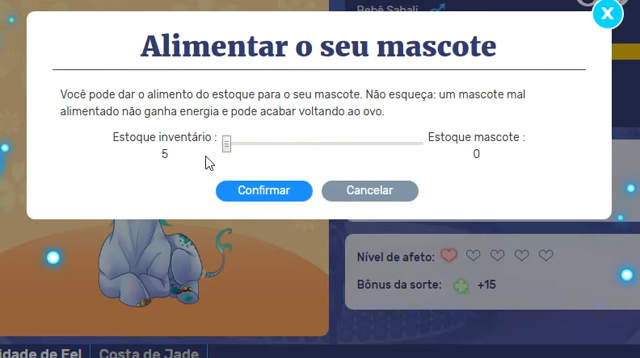 Bebê Sabali
X
Alimentar o seu mascote
Você pode dar o alimento do estoque para o seu mascote. Não esqueça: um mascote mal
alimentado não ganha energia e pode acabar voltando ao ovo.
Estoque inventário :
Estoque mascote :
5
0
Confirmar
Cancelar
Nível de afeto:
Bônus da sorte:
+15
idade de Eel
Costa de Jade